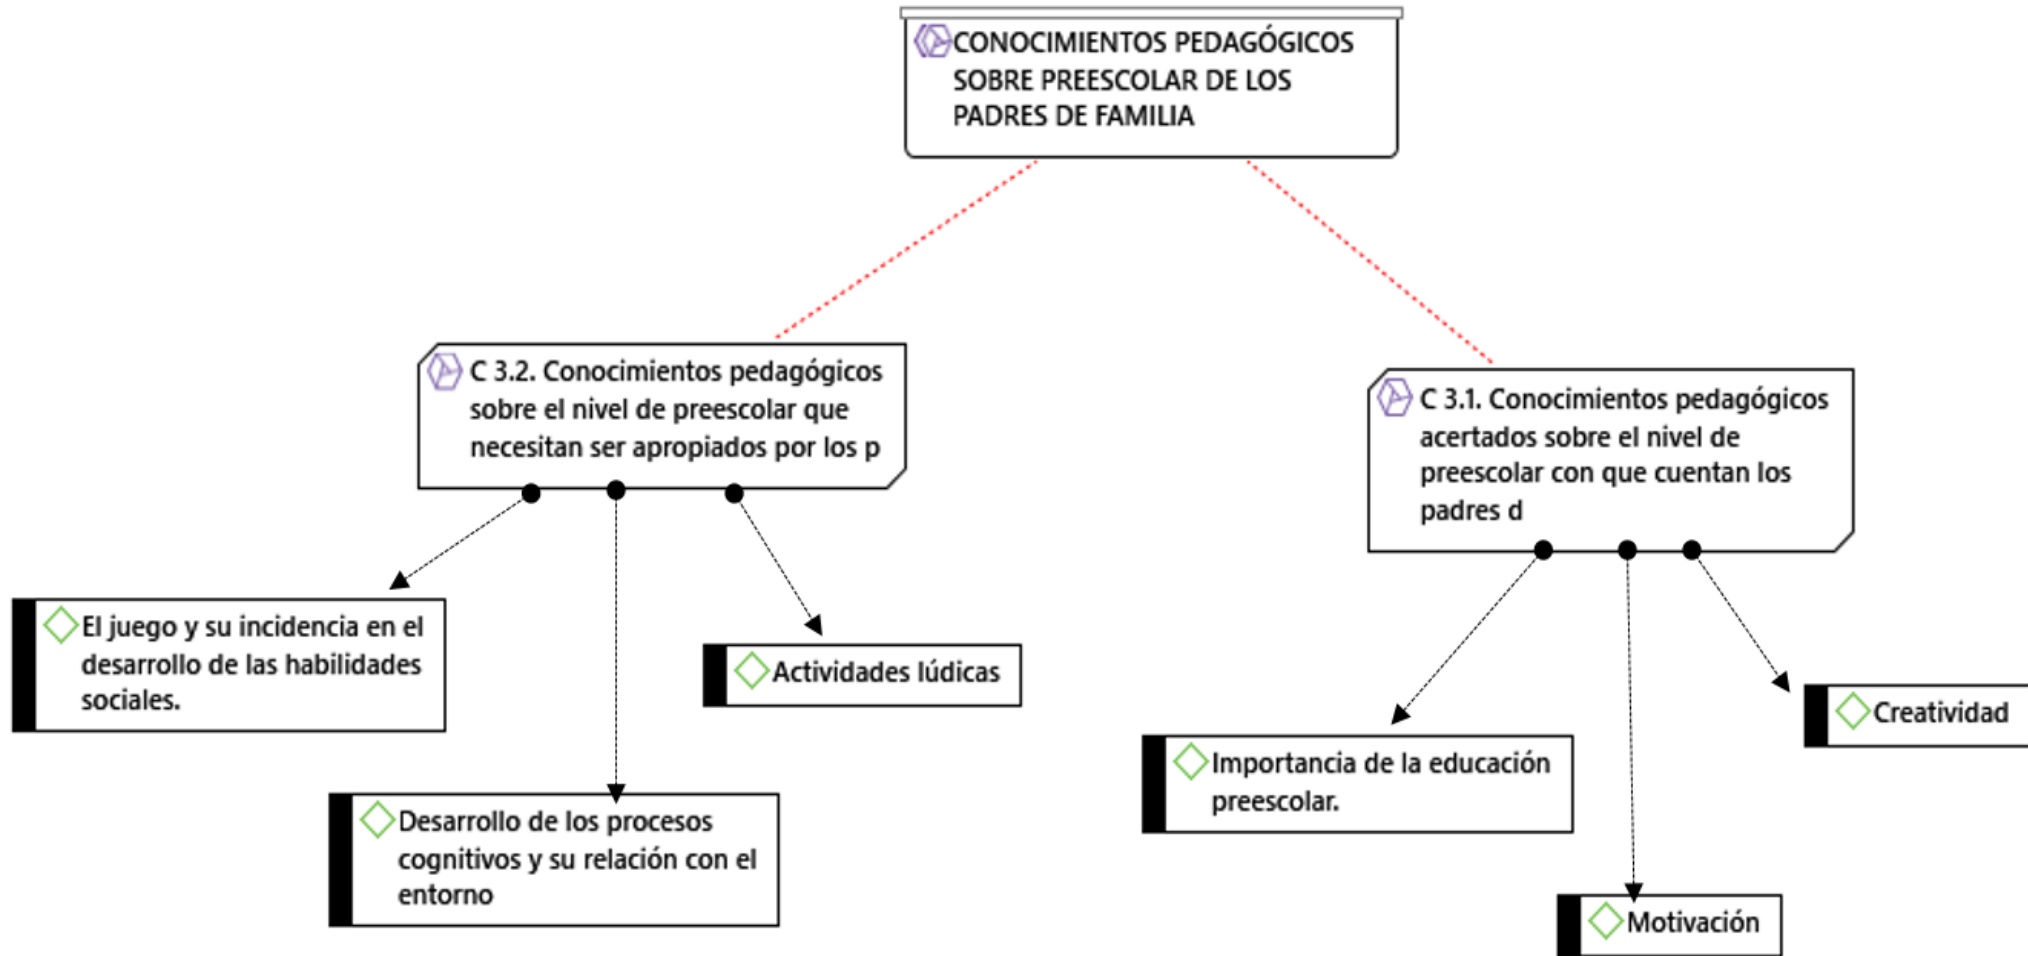 CONOCIMIENTOS PEDAGÓGICOS
SOBRE PREESCOLAR DE LOS
PADRES DE FAMILIA
C 3.2. Conocimientos pedagógicos
sobre el nivel de preescolar que
necesitan ser apropiados por los p
C 3.1. Conocimientos pedagógicos
acertados sobre el nivel de
preescolar con que cuentan los
padres d
El juego y su incidencia en el
desarrollo de las habilidades
sociales.
Actividades lúdicas
Desarrollo de los procesos
cognitivos y su relación con el
entorno
Importancia de la educación
preescolar.
Creatividad
Motivación